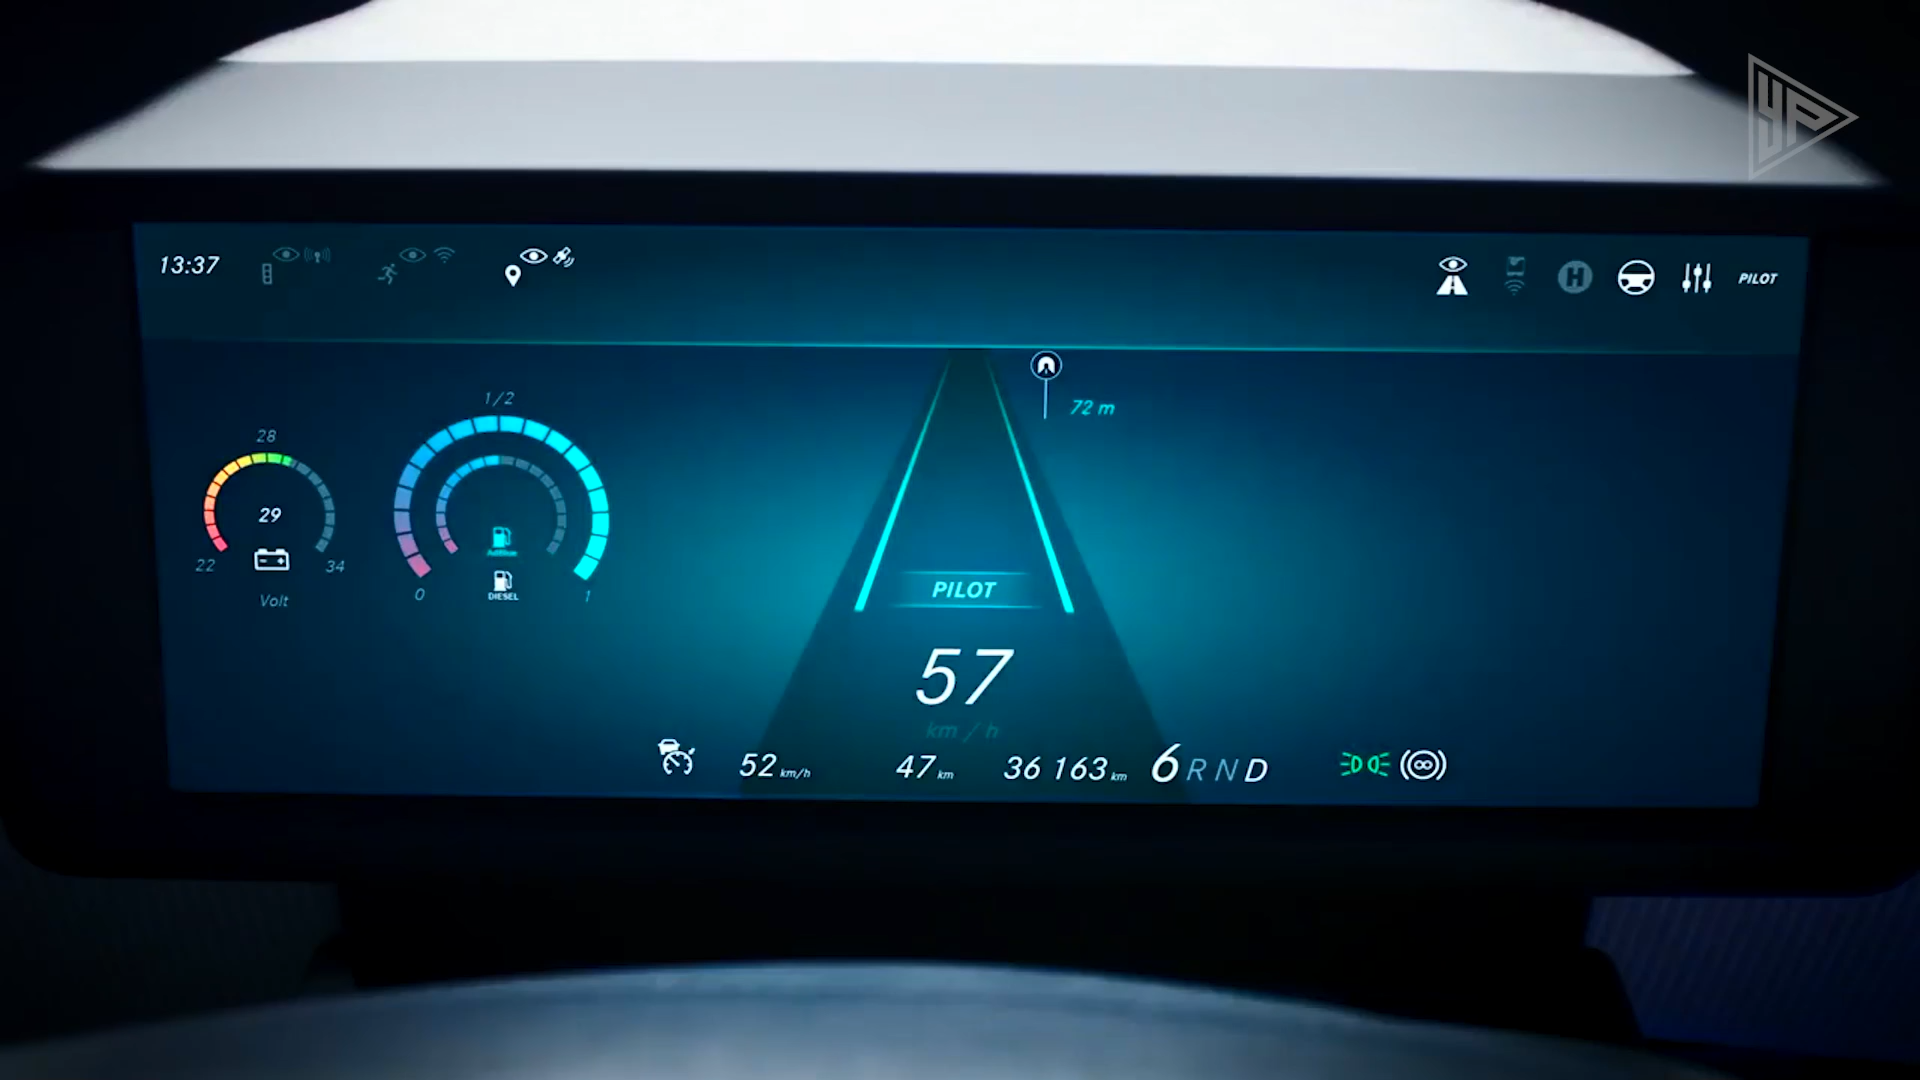 13:37
H
PILOT
72 m
1/2
28
29
22
34
Volt
AdBlue
DIESEL
0
1
PILOT
57
km / h
52 km/h
47 km
36 163 km
6 R N D
YP